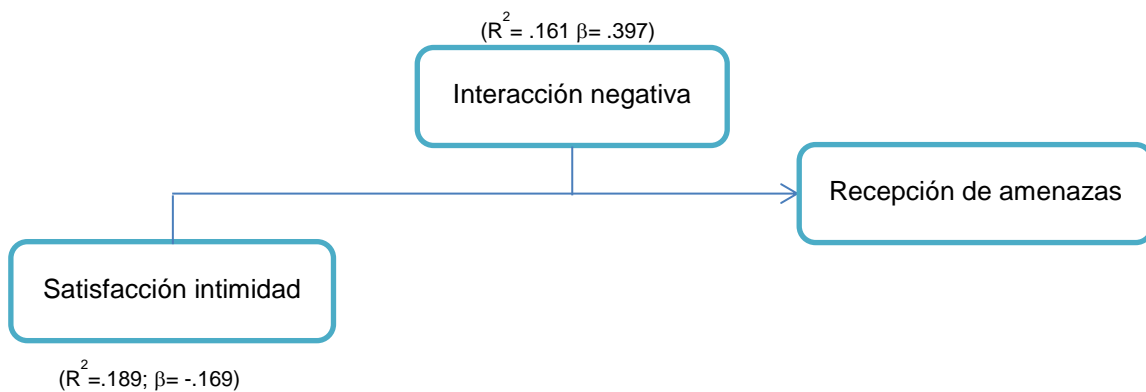 (R²= .161 β= .397)
Interacción negativa
Recepción de amenazas
Satisfacción intimidad
(R²=.189; β= -.169)